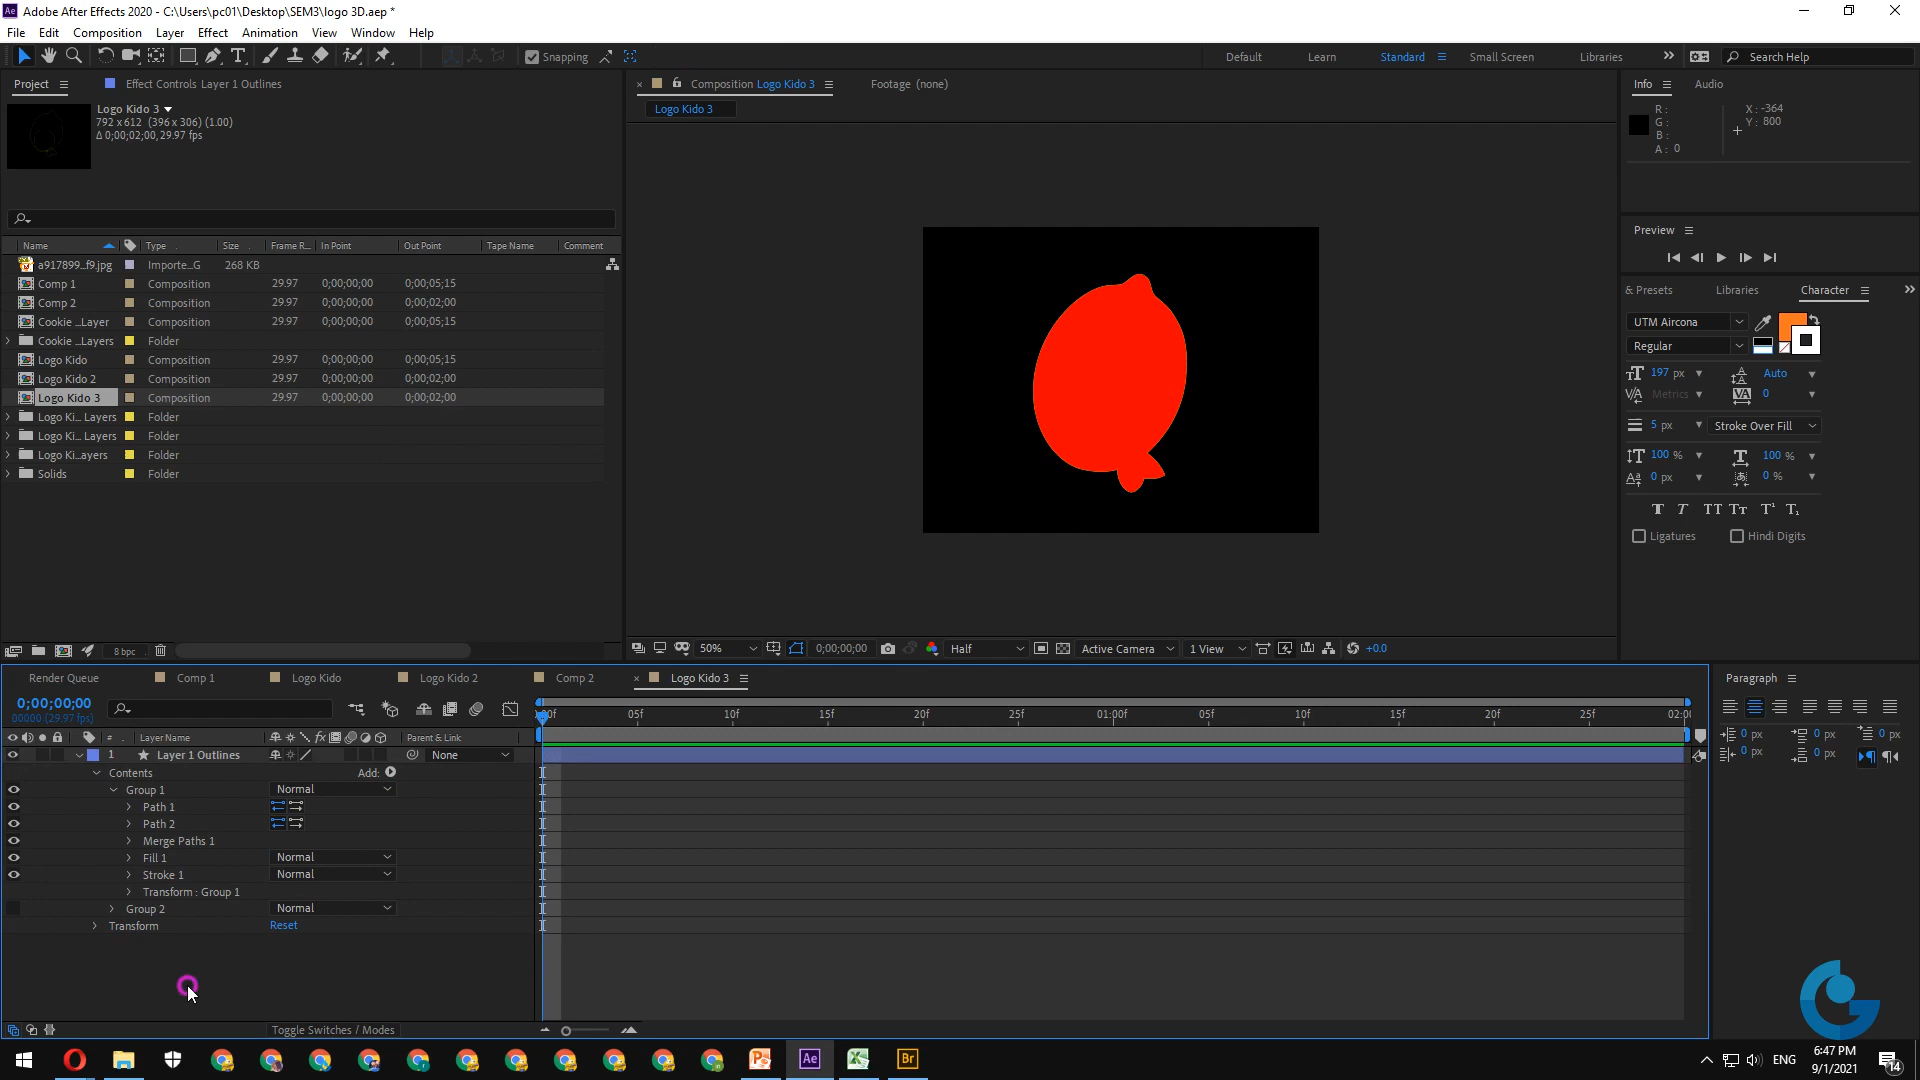 Adobe After Effects 2020 - C:\Users\pc01\Desktop\SEM3\logo 3D.aep *
File Edit Composition Layer Effect Animation View Window Help
Snapping Default Learn Standard Small Screen Libraries Search Help
Project Effect Controls Layer 1 Outlines
Logo Kido 3
792 x 612 (396 x 306) (1.00)
Δ 0;00;02;00, 29.97 fps
Composition Logo Kido 3 Footage (none)
Logo Kido 3
Info Audio
R :
G :
B :
A : 0
X : -364
Y : 800
Name Type Size Frame R... In Point Out Point Tape Name Comment
a917899...f9.jpg Importe...G 268 KB
Comp 1 Composition 29.97 0;00;00;00 0;00;05;15
Comp 2 Composition 29.97 0;00;00;00 0;00;02;00
Cookie ...Layer Composition 29.97 0;00;00;00 0;00;05;15
Cookie ...Layers Folder
Logo Kido Composition 29.97 0;00;00;00 0;00;05;15
Logo Kido 2 Composition 29.97 0;00;00;00 0;00;02;00
Logo Kido 3 Composition 29.97 0;00;00;00 0;00;02;00
Logo Ki... Layers Folder
Logo Ki... Layers Folder
Logo Ki...ayers Folder
Solids Folder
8 bpc
Preview
& Presets Libraries Character
UTM Aircona
Regular
197 px Auto
Metrics 0
5 px Stroke Over Fill
100 % 100 %
0 px 0 %
T T TT Tr T¹ T₁
Ligatures Hindi Digits
50% 0;00;00;00 Half Active Camera 1 View +0.0
Render Queue Comp 1 Logo Kido Logo Kido 2 Comp 2 Logo Kido 3
0;00;00;00
00000 (29.97 fps)
:00f 05f 10f 15f 20f 25f 01:00f 05f 10f 15f 20f 25f 02:00
# Layer Name Parent & Link
1 Layer 1 Outlines None
Contents Add:
Group 1 Normal
Path 1
Path 2
Merge Paths 1
Fill 1 Normal
Stroke 1 Normal
Transform : Group 1
Group 2 Normal
Transform Reset
Toggle Switches / Modes
Paragraph
0 px 0 px 0 px
0 px 0 px
Ae Br
ENG
6:47 PM
9/1/2021
14